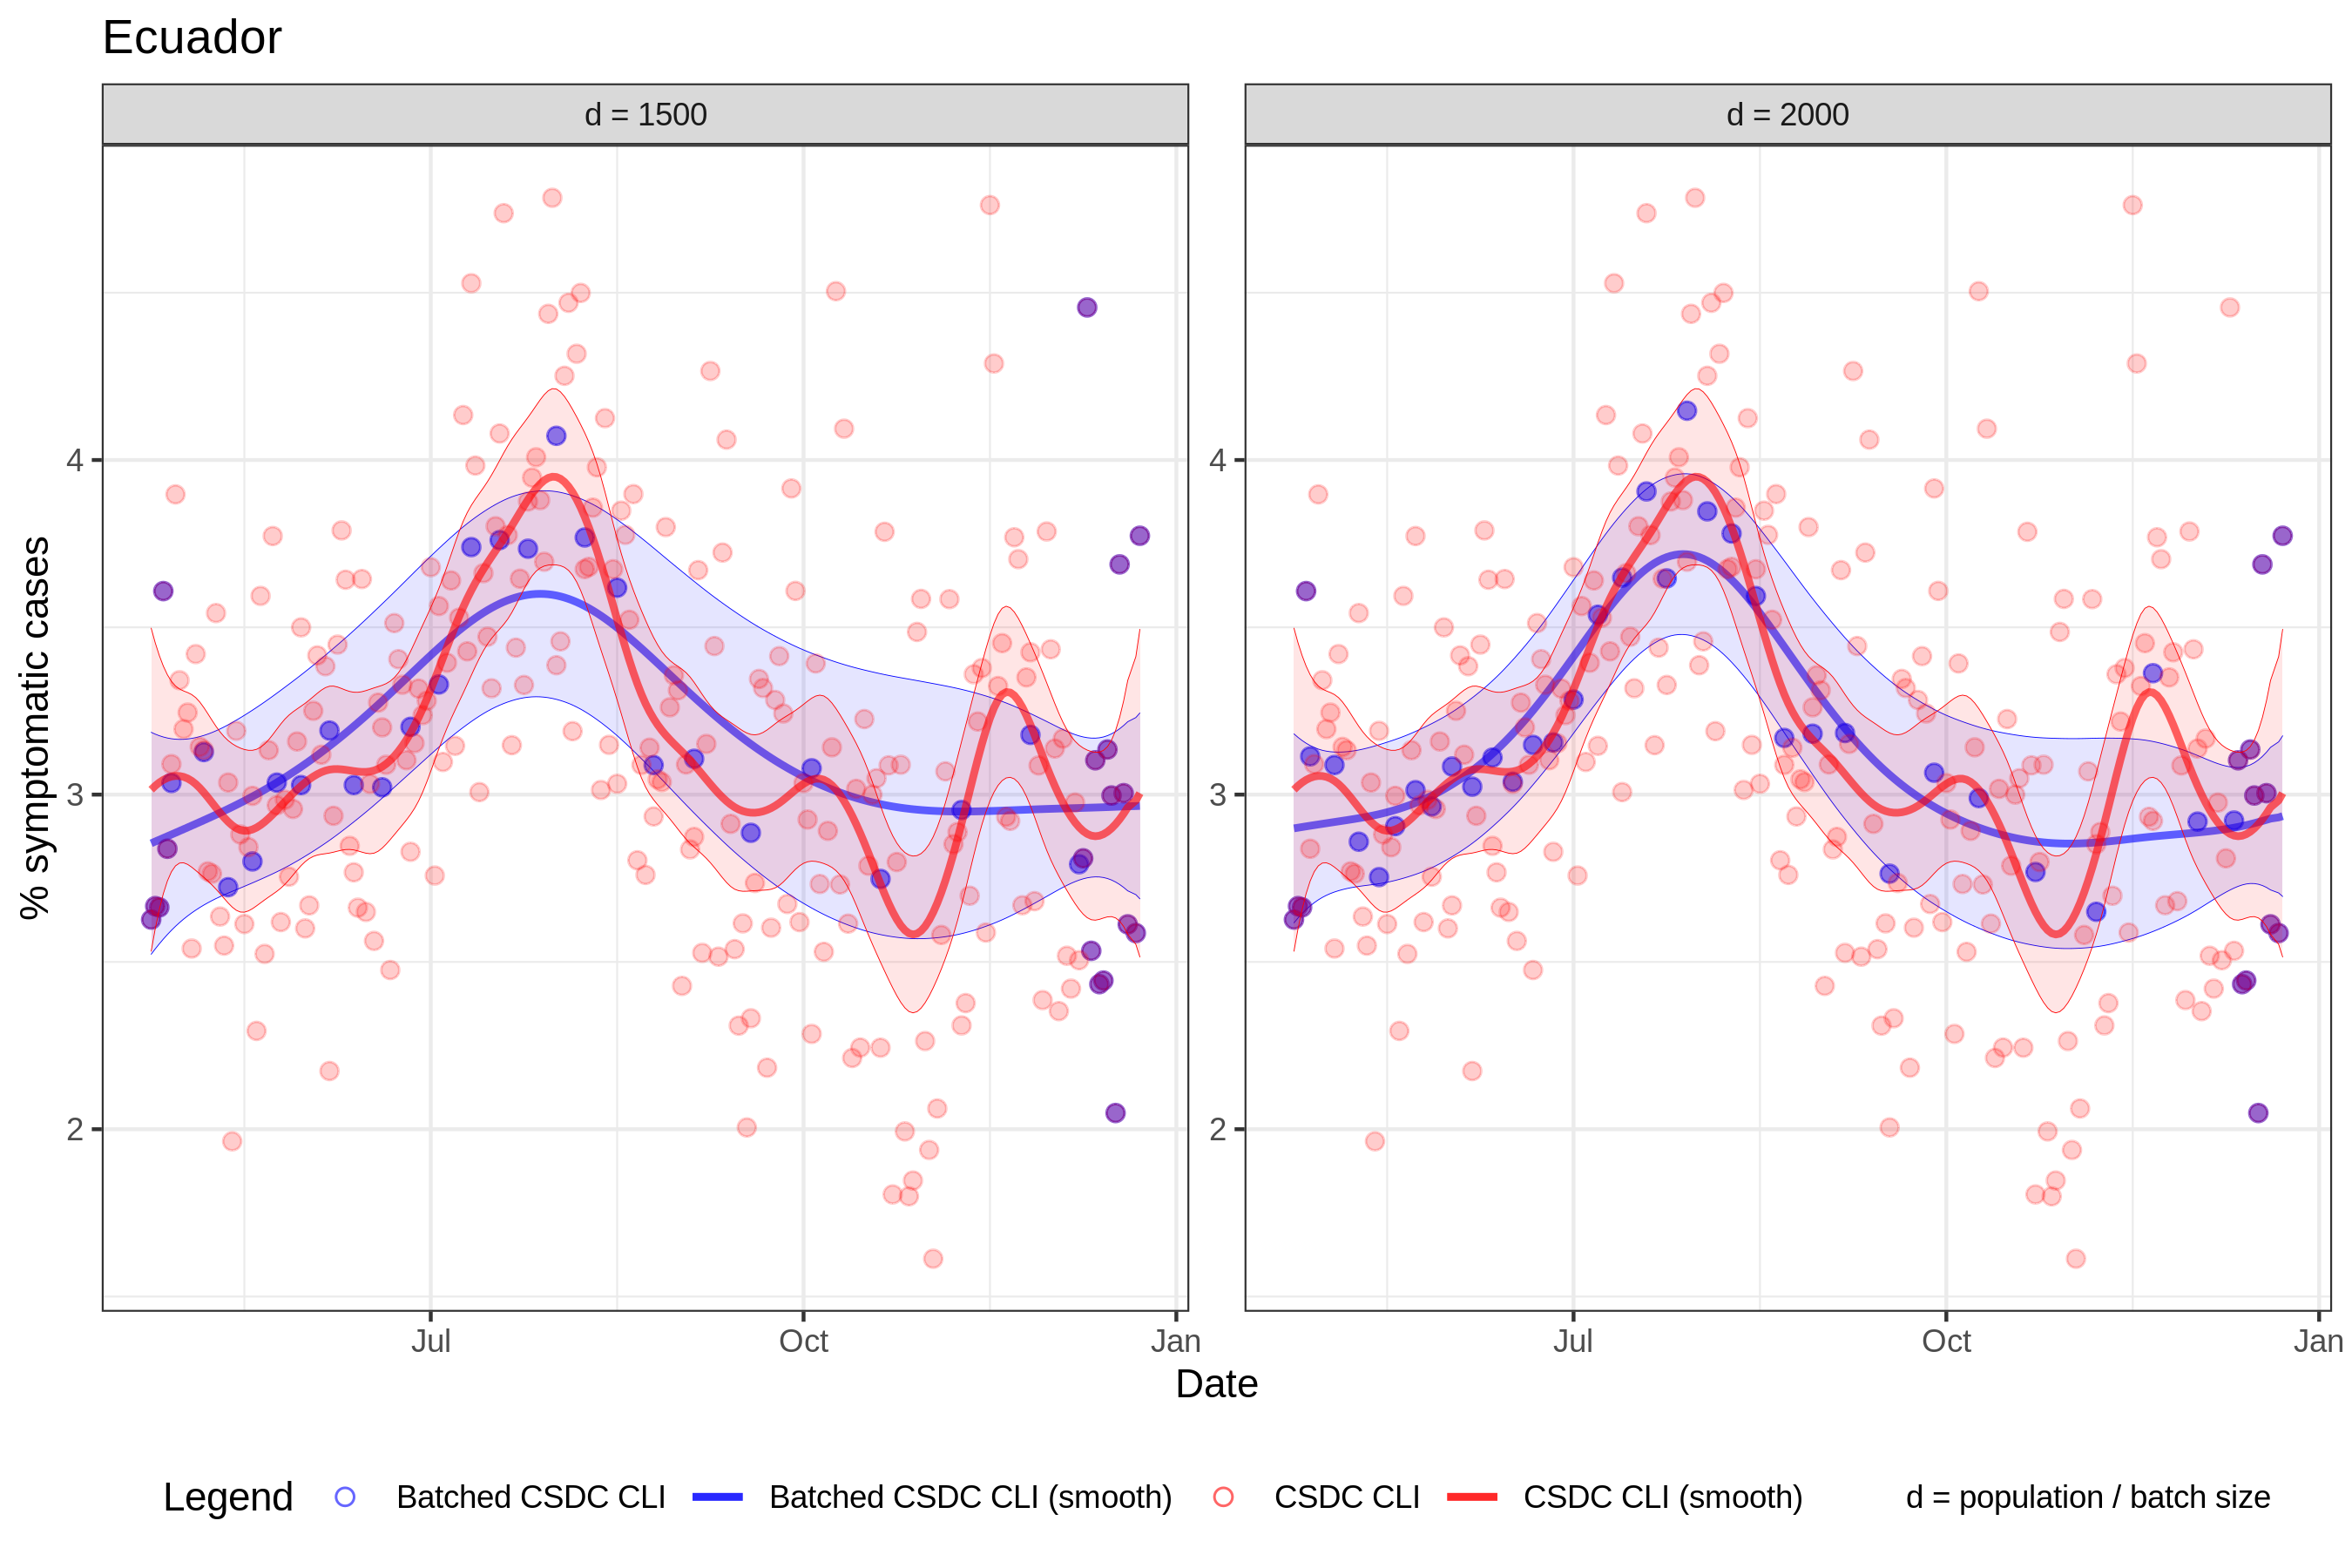 Ecuador
d = 1500
d = 2000
% symptomatic cases
4
3
2
4
3
2
Jul
Oct
Jan
Jul
Oct
Jan
Date
Legend
Batched CSDC CLI
Batched CSDC CLI (smooth)
CSDC CLI
CSDC CLI (smooth)
d = population / batch size